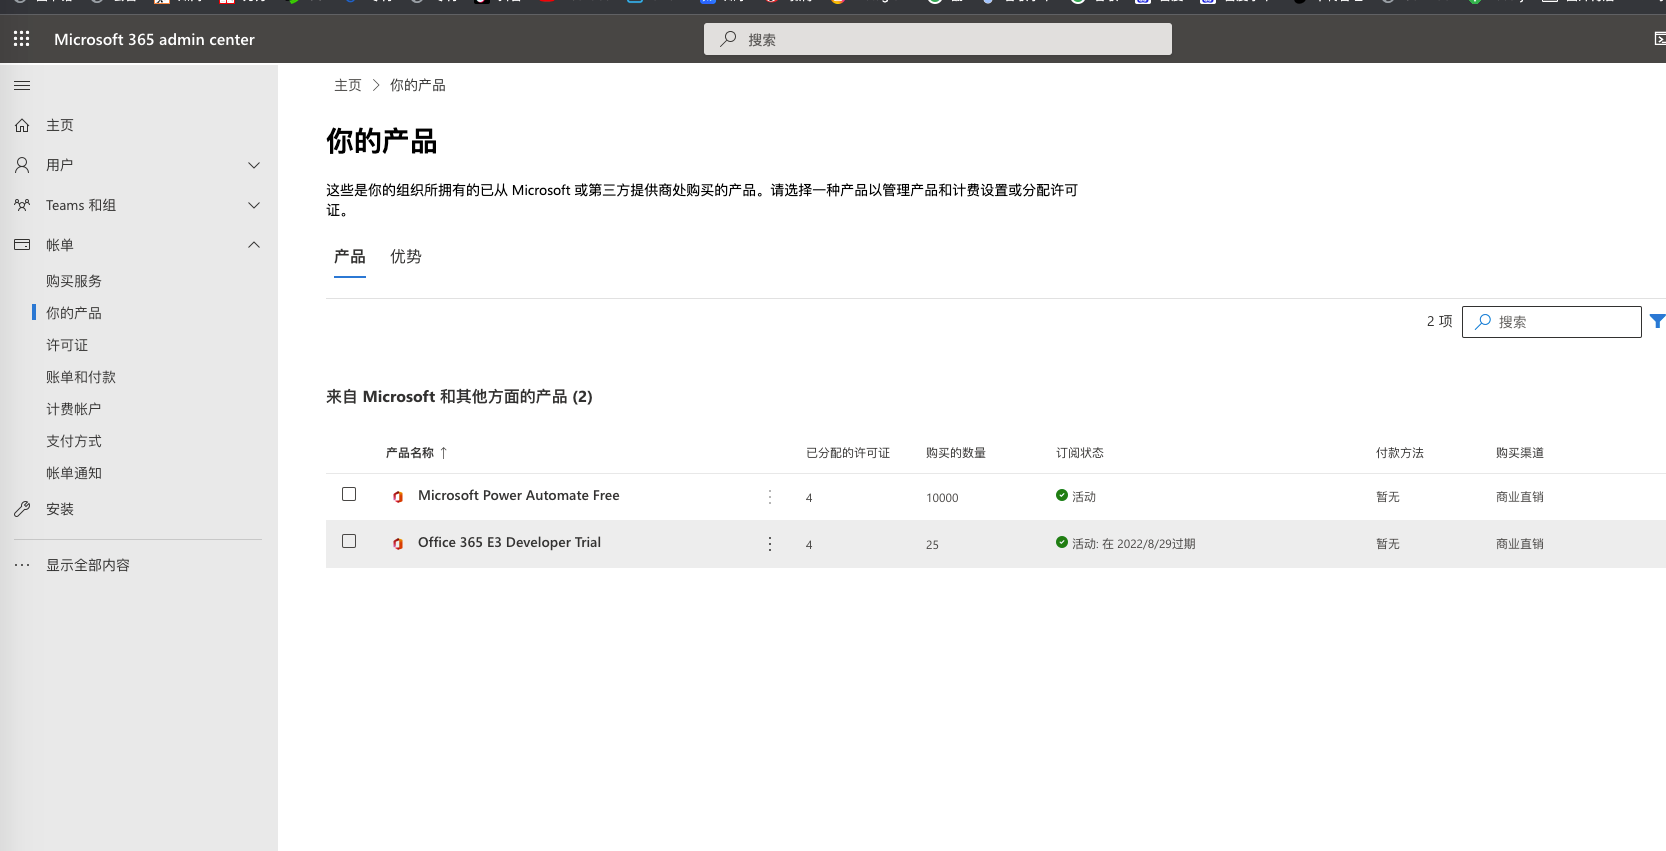 Microsoft 365 admin center
搜索
主页
用户
Teams 和组
帐单
购买服务
你的产品
许可证
账单和付款
计费帐户
支付方式
帐单通知
安装
显示全部内容
主页 你的产品
你的产品
这些是你的组织所拥有的已从 Microsoft 或第三方提供商处购买的产品。请选择一种产品以管理产品和计费设置或分配许可
证。
产品 优势
2 项 搜索
来自 Microsoft 和其他方面的产品 (2)
产品名称 ↑ 已分配的许可证 购买的数量 订阅状态 付款方法 购买渠道
Microsoft Power Automate Free 4 10000 活动 暂无 商业直销
Office 365 E3 Developer Trial 4 25 活动: 在 2022/8/29过期 暂无 商业直销